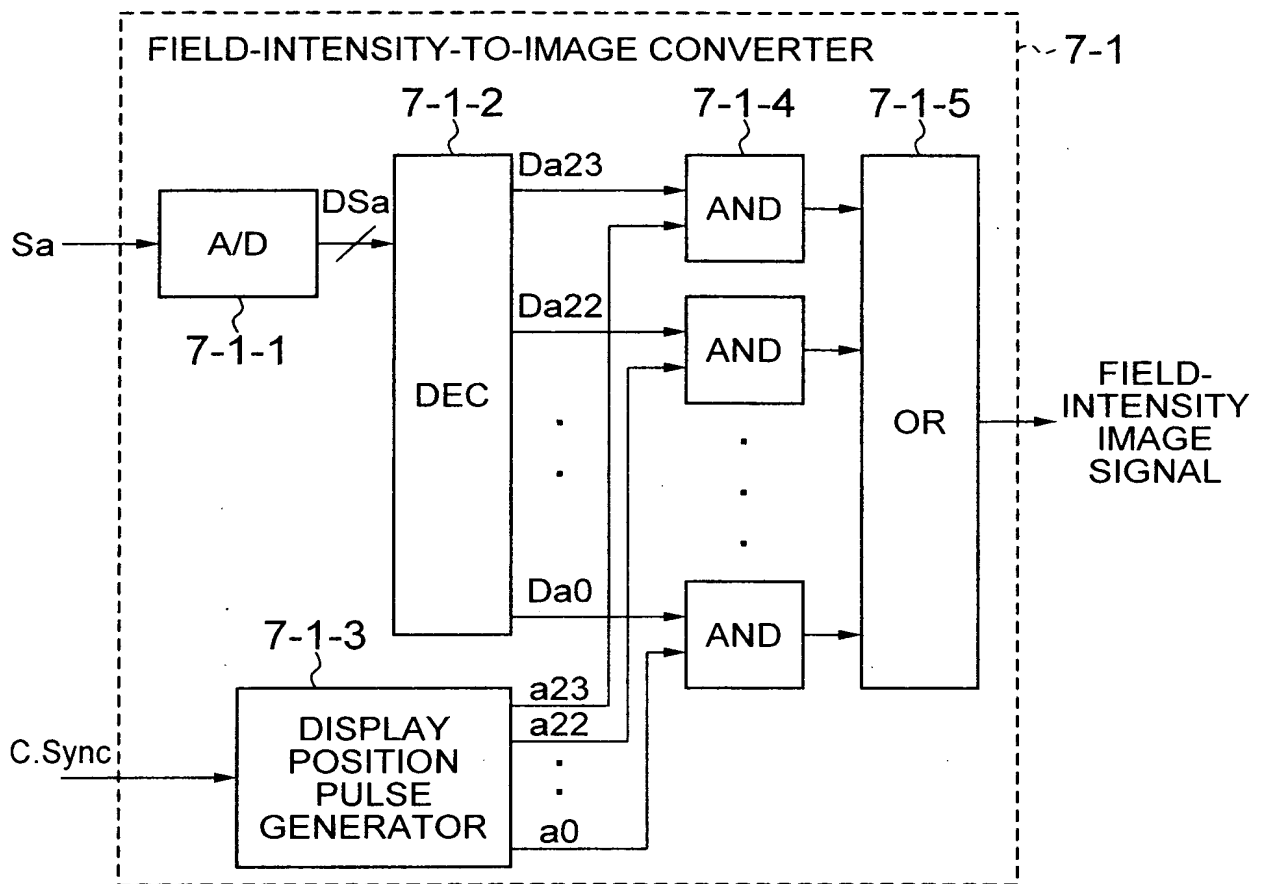 FIELD-INTENSITY-TO-IMAGE CONVERTER
7-1
7-1-2
7-1-4
7-1-5
Da23
DSa
Sa
A/D
AND
7-1-1
Da22
AND
DEC
OR
FIELD-
INTENSITY
IMAGE
SIGNAL
Da0
AND
7-1-3
a23
a22
C.Sync
DISPLAY
POSITION
PULSE
GENERATOR
a0